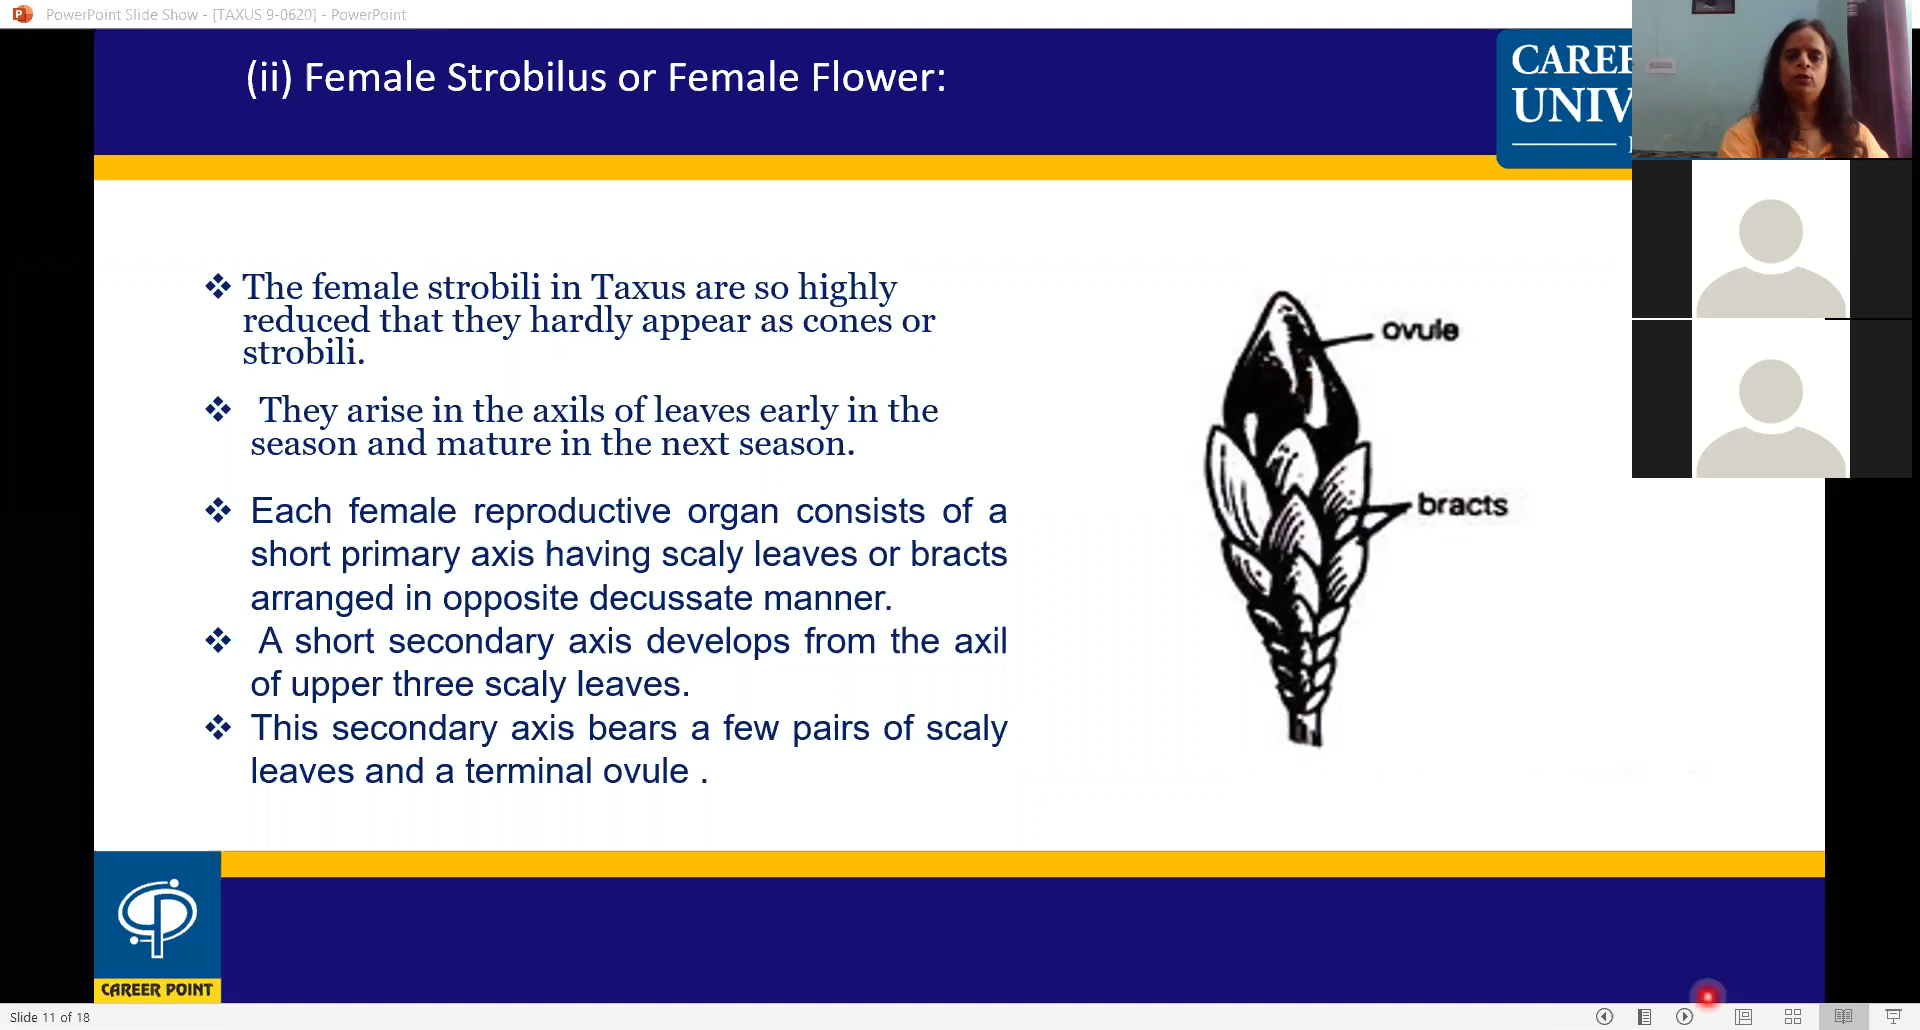 PowerPoint Slide Show - [TAXUS 9-0620] - PowerPoint
(ii) Female Strobilus or Female Flower:
CAREE
UNIV
❖ The female strobili in Taxus are so highly
reduced that they hardly appear as cones or
strobili.
❖ They arise in the axils of leaves early in the
season and mature in the next season.
❖ Each female reproductive organ consists of a
short primary axis having scaly leaves or bracts
arranged in opposite decussate manner.
❖ A short secondary axis develops from the axil
of upper three scaly leaves.
❖ This secondary axis bears a few pairs of scaly
leaves and a terminal ovule .
ovule
bracts
CAREER POINT
Slide 11 of 18